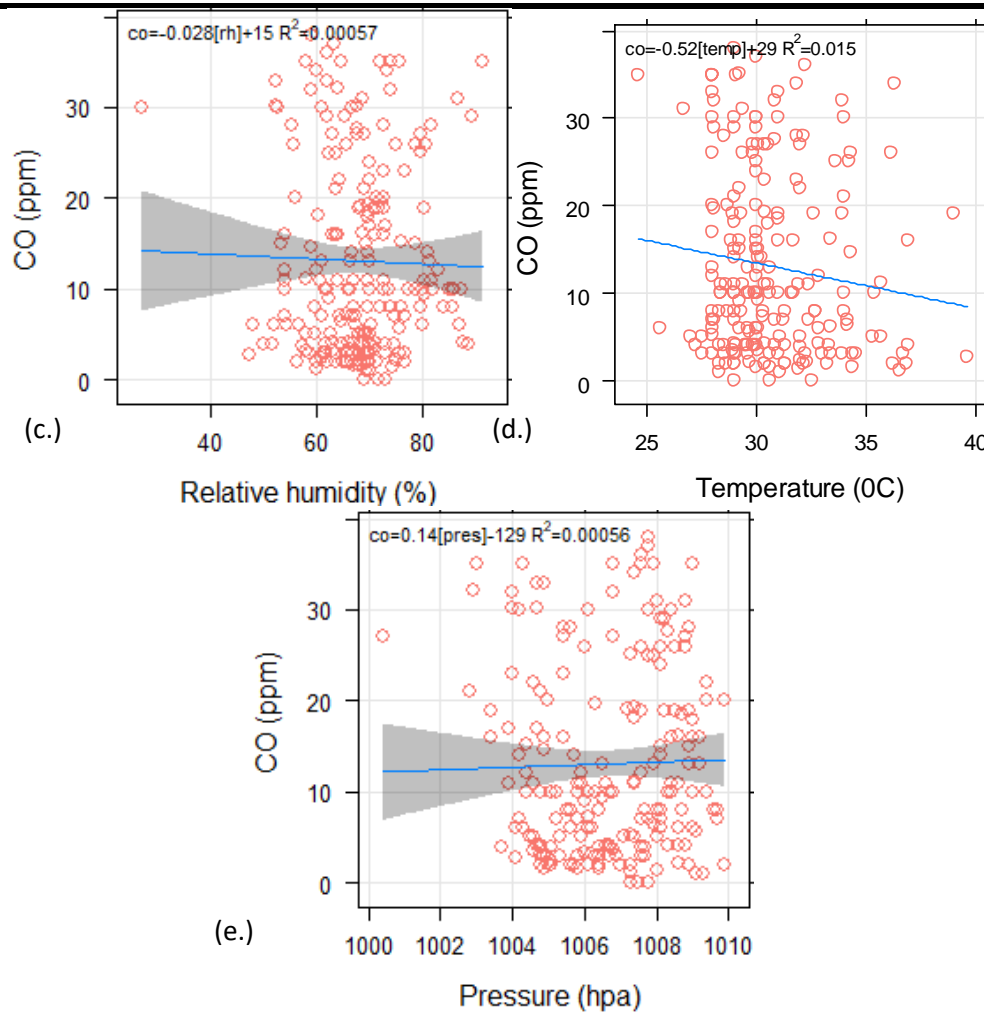 co=-0.028[rh]+15 R²=0.00057
CO (ppm)
30
20
10
0
40 60 80
Relative humidity (%)
(c.)
co=-0.52[temp]+29 R²=0.015
CO (ppm)
30
20
10
0
25 30 35 40
Temperature (0C)
(d.)
co=0.14[pres]-129 R²=0.00056
CO (ppm)
30
20
10
0
1000 1002 1004 1006 1008 1010
Pressure (hpa)
(e.)